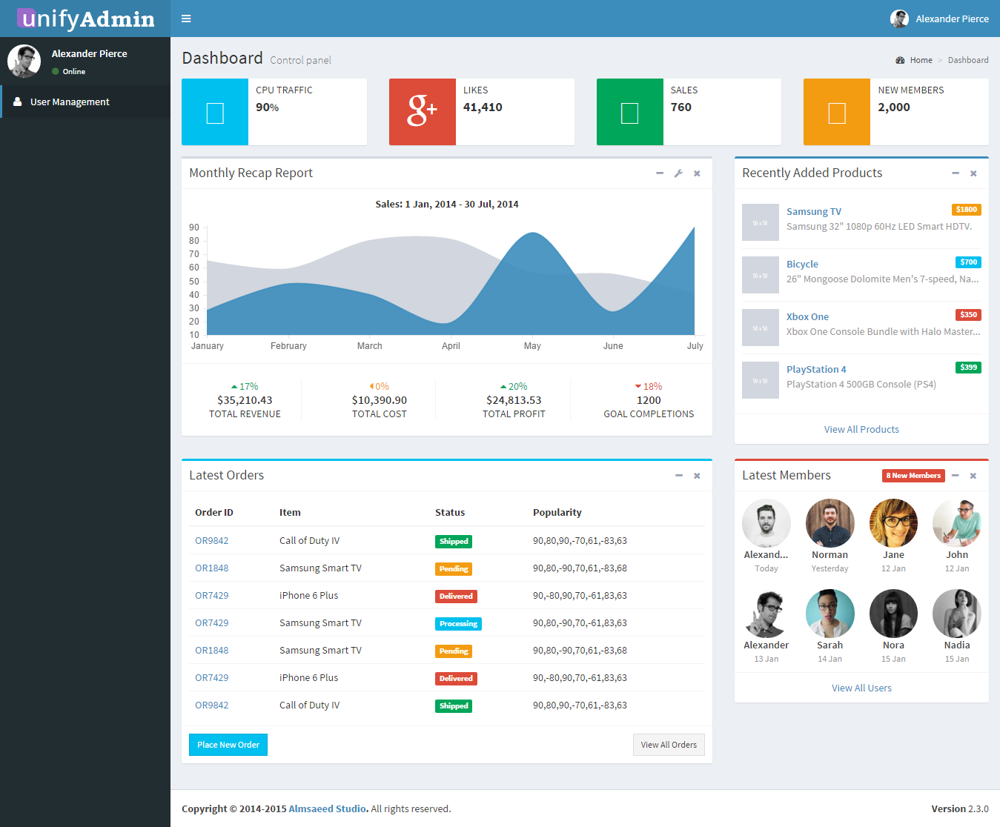 unifyAdmin
Alexander Pierce
Alexander Pierce
Online
User Management
Dashboard Control panel
Home > Dashboard
CPU TRAFFIC
90%
g+
LIKES
41,410
SALES
760
NEW MEMBERS
2,000
Monthly Recap Report
Sales: 1 Jan, 2014 - 30 Jul, 2014
90
80
70
60
50
40
30
20
10
January February March April May June July
17%
$35,210.43
TOTAL REVENUE
0%
$10,390.90
TOTAL COST
20%
$24,813.53
TOTAL PROFIT
18%
1200
GOAL COMPLETIONS
Recently Added Products
50 x 50
Samsung TV $1800
Samsung 32" 1080p 60Hz LED Smart HDTV.
50 x 50
Bicycle $700
26" Mongoose Dolomite Men's 7-speed, Na...
50 x 50
Xbox One $350
Xbox One Console Bundle with Halo Master...
50 x 50
PlayStation 4 $399
PlayStation 4 500GB Console (PS4)
View All Products
Latest Orders
Order ID Item Status Popularity
OR9842 Call of Duty IV Shipped 90,80,90,-70,61,-83,63
OR1848 Samsung Smart TV Pending 90,80,-90,70,61,-83,68
OR7429 iPhone 6 Plus Delivered 90,-80,90,70,-61,83,63
OR7429 Samsung Smart TV Processing 90,80,-90,70,61,-83,63
OR1848 Samsung Smart TV Pending 90,80,-90,70,61,-83,68
OR7429 iPhone 6 Plus Delivered 90,-80,90,70,-61,83,63
OR9842 Call of Duty IV Shipped 90,80,90,-70,61,-83,63
Place New Order View All Orders
Latest Members 8 New Members
Alexand... Norman Jane John
Today Yesterday 12 Jan 12 Jan
Alexander Sarah Nora Nadia
13 Jan 14 Jan 15 Jan 15 Jan
View All Users
Copyright © 2014-2015 Almsaeed Studio. All rights reserved.
Version 2.3.0